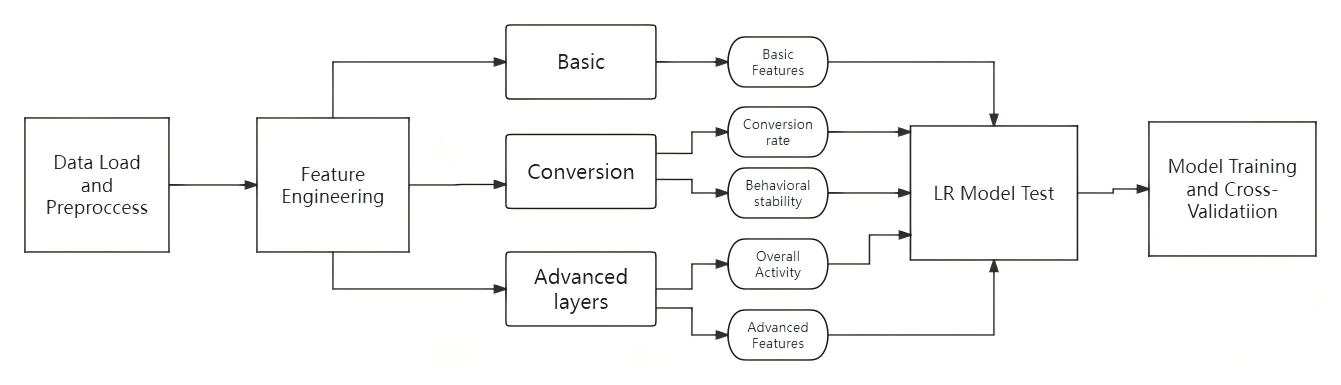 Data Load
and
Preproccess
Feature
Engineering
Basic
Conversion
Advanced
layers
Basic
Features
Conversion
rate
Behavioral
stability
Overall
Activity
Advanced
Features
LR Model Test
Model Training
and Cross-
Validatiion